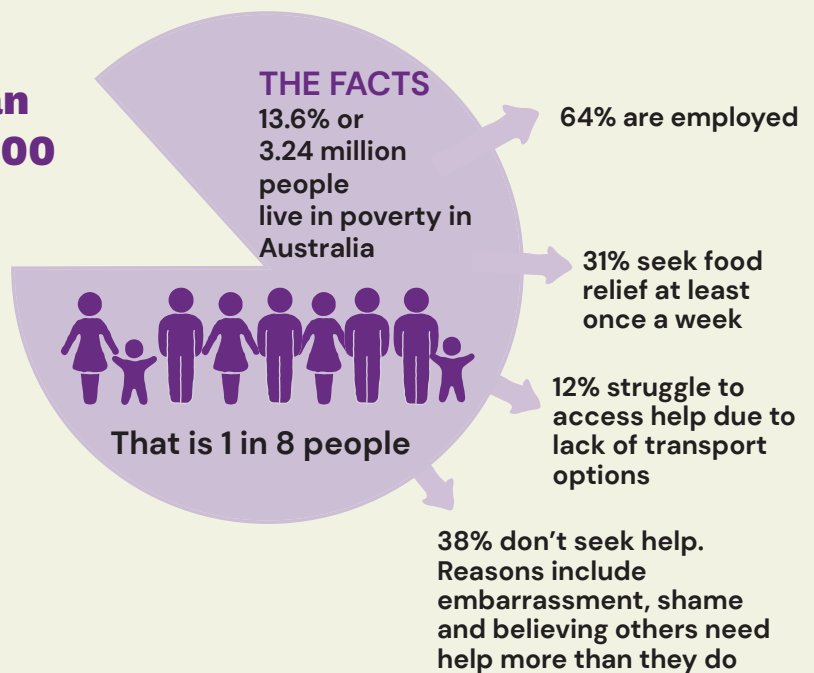 00
THE FACTS
13.6% or
3.24 million
people
live in poverty in
Australia
That is 1 in 8 people
64% are employed
31% seek food
relief at least
once a week
12% struggle to
access help due to
lack of transport
options
38% don’t seek help.
Reasons include
embarrassment, shame
and believing others need
help more than they do